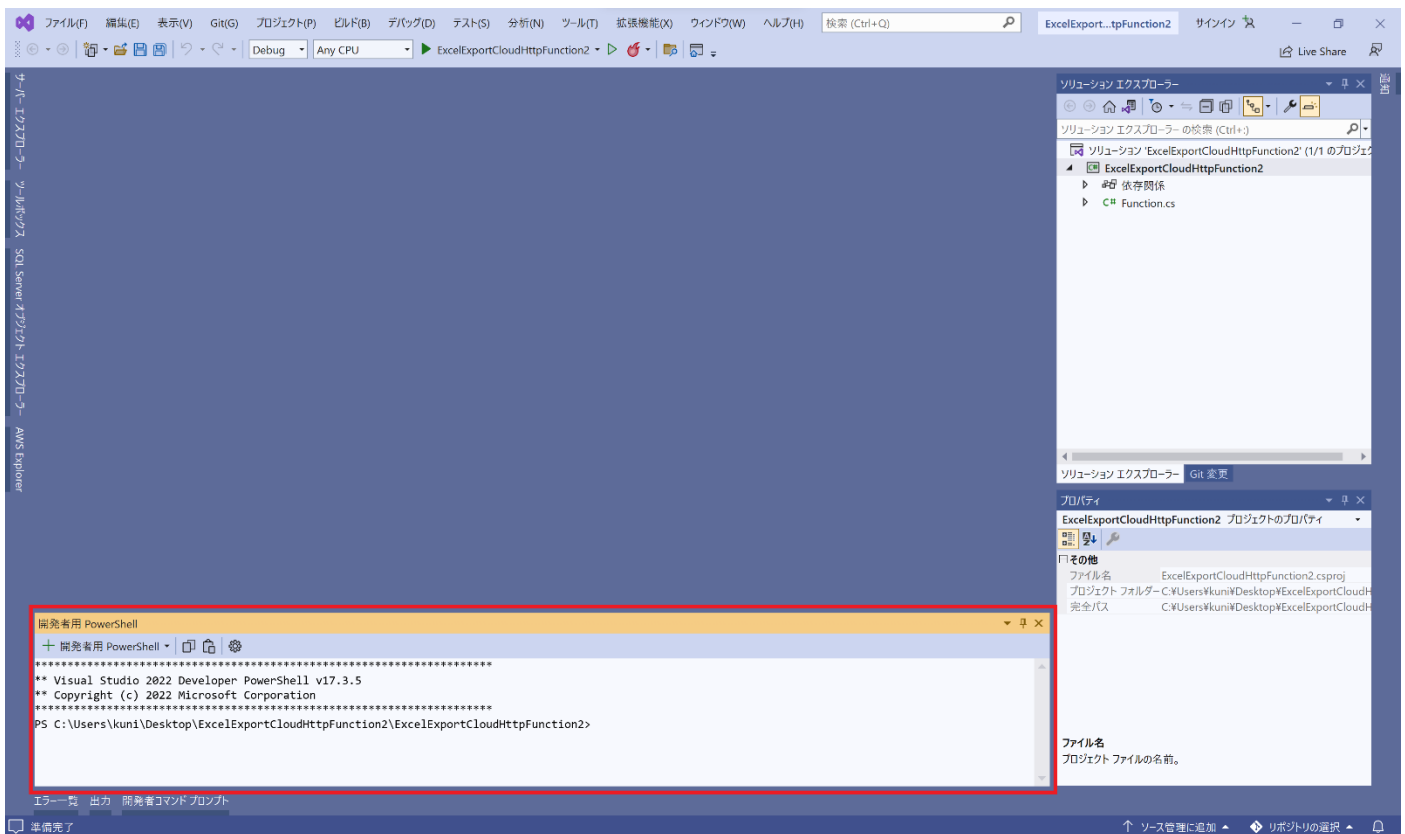 ファイル(F) 編集(E) 表示(V) Git(G) プロジェクト(P) ビルド(B) デバッグ(D) テスト(S) 分析(N) ツール(T) 拡張機能(X) ウィンドウ(W) ヘルプ(H) 検索 (Ctrl+Q) ExcelExport...tpFunction2 サインイン
Debug Any CPU ExcelExportCloudHttpFunction2 Live Share
サーバー エクスプローラー
ツールボックス
SQL Server オブジェクト エクスプローラー
AWS Explorer
ソリューション エクスプローラー
ソリューション エクスプローラー の検索 (Ctrl+;)
ソリューション 'ExcelExportCloudHttpFunction2' (1/1 のプロジェク
ExcelExportCloudHttpFunction2
依存関係
C# Function.cs
ソリューション エクスプローラー Git 変更
プロパティ
ExcelExportCloudHttpFunction2 プロジェクトのプロパティ
その他
ファイル名 ExcelExportCloudHttpFunction2.csproj
プロジェクト フォルダー C:¥Users¥kuni¥Desktop¥ExcelExportCloudH
完全パス C:¥Users¥kuni¥Desktop¥ExcelExportCloudH
ファイル名
プロジェクト ファイルの名前。
開発者用 PowerShell
開発者用 PowerShell
**********************************************************************
** Visual Studio 2022 Developer PowerShell v17.3.5
** Copyright (c) 2022 Microsoft Corporation
**********************************************************************
PS C:\Users\kuni\Desktop\ExcelExportCloudHttpFunction2\ExcelExportCloudHttpFunction2>
エラー一覧 出力 開発者コマンド プロンプト
準備完了 ソース管理に追加 リポジトリの選択